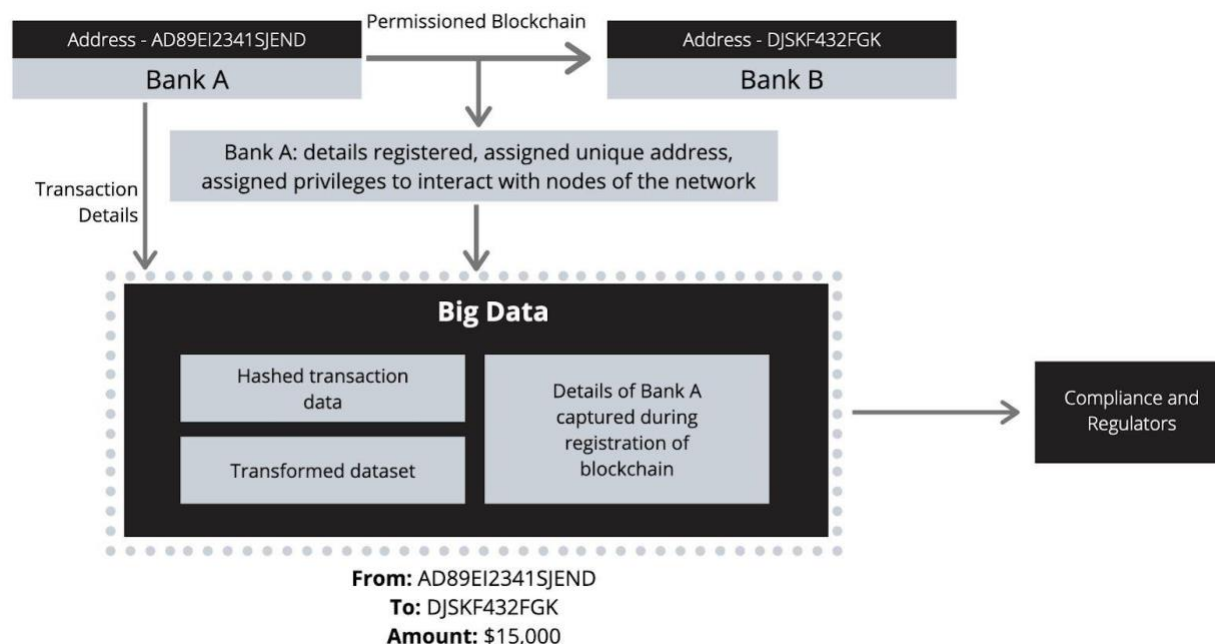 Permissioned Blockchain
Address - AD89EI2341SJEND
Bank A
Address - DJSKF432FGK
Bank B
Bank A: details registered, assigned unique address,
assigned privileges to interact with nodes of the network
Transaction
Details
Big Data
Hashed transaction
data
Transformed dataset
Details of Bank A
captured during
registration of
blockchain
Compliance and
Regulators
From: AD89EI2341SJEND
To: DJSKF432FGK
Amount: $15,000